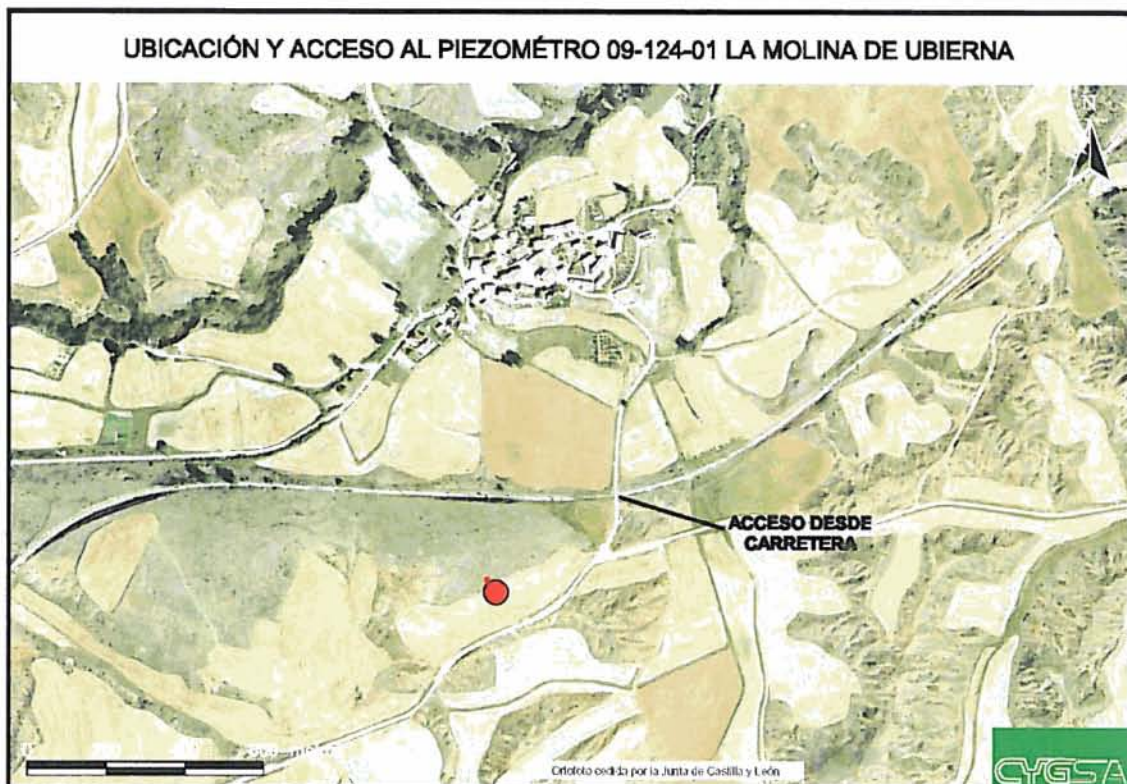 UBICACIÓN Y ACCESO AL PIEZOMÉTRO 09-124-01 LA MOLINA DE UBIERNA
N
ACCESO DESDE
CARRETERA
Ortofoto cedida por la Junta de Castilla y León
CYGSA